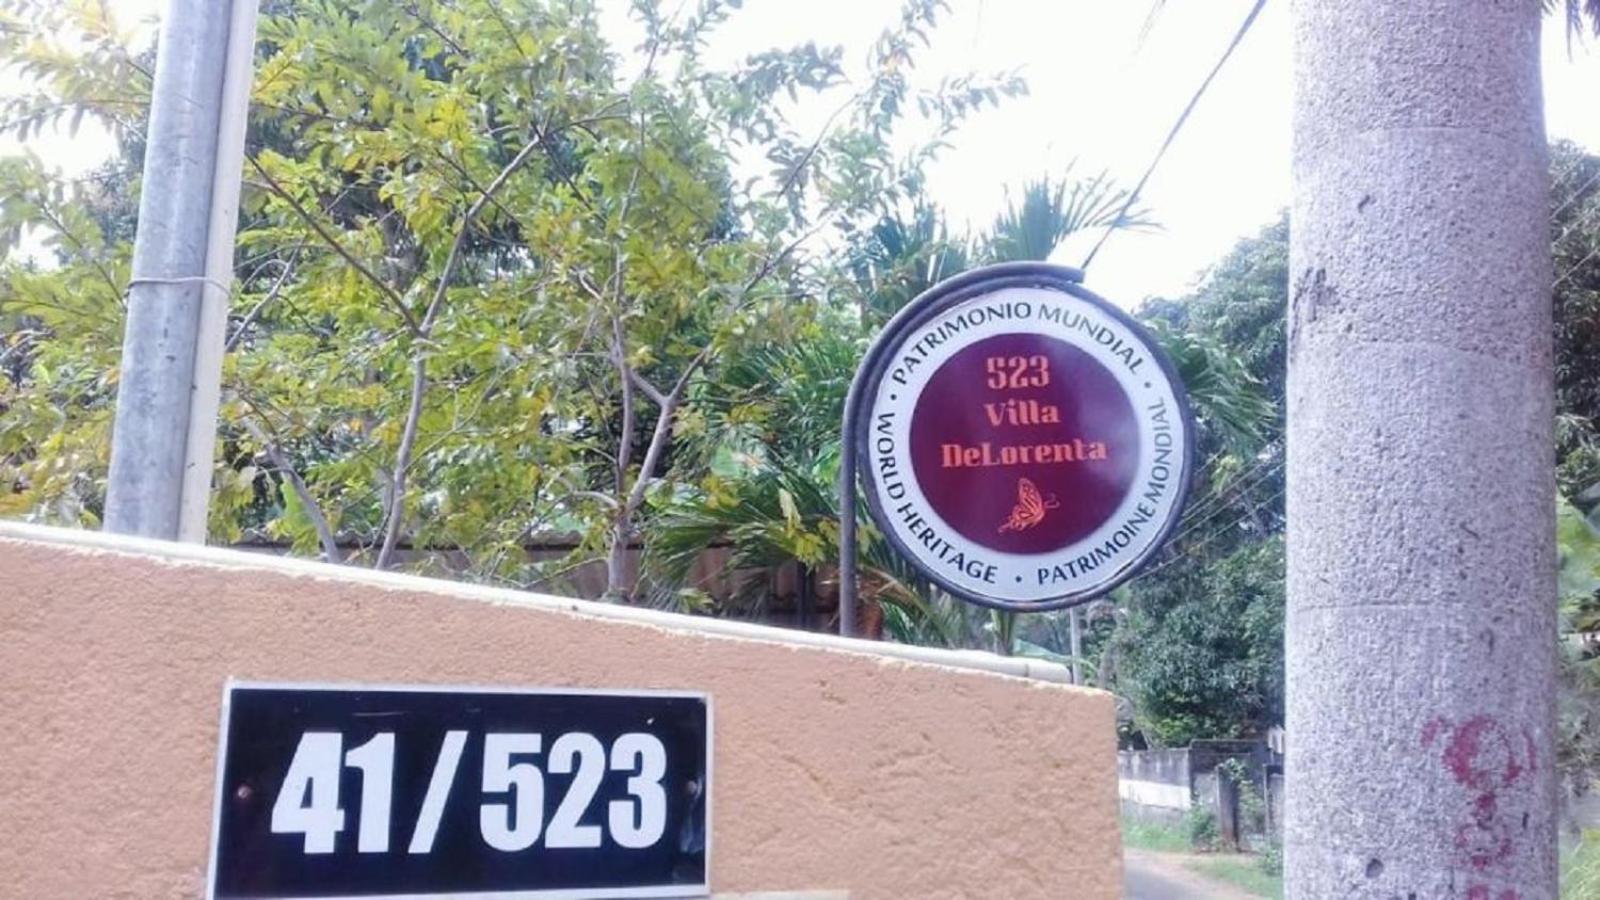 PATRIMONIO MUNDIAL
WORLD HERITAGE
PATRIMOINE MONDIAL
523
Villa
DeLorenta
41/523